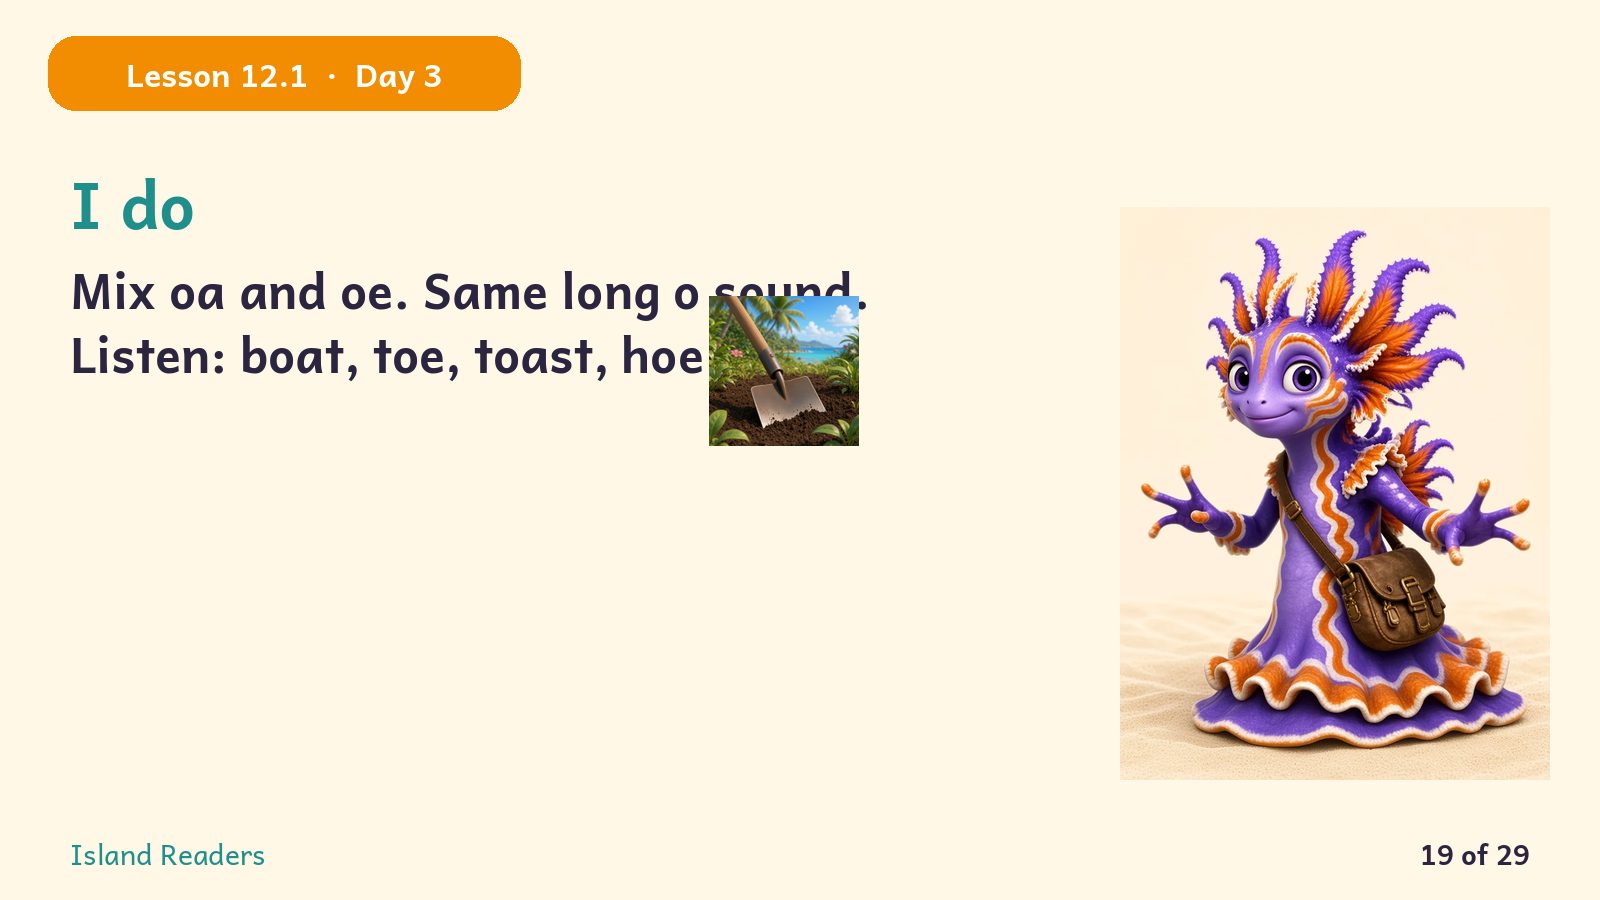 Lesson 12.1 · Day 3
I do
Mix oa and oe. Same long o sound.
Listen: boat, toe, toast, hoe
Island Readers
19 of 29